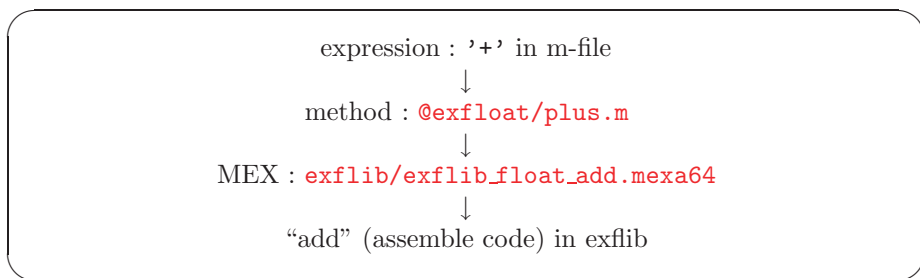 expression : '+' in m-file
↓
method : @exfloat/plus.m
↓
MEX : exflib/exflib_float_add.mexa64
↓
“add” (assemble code) in exflib